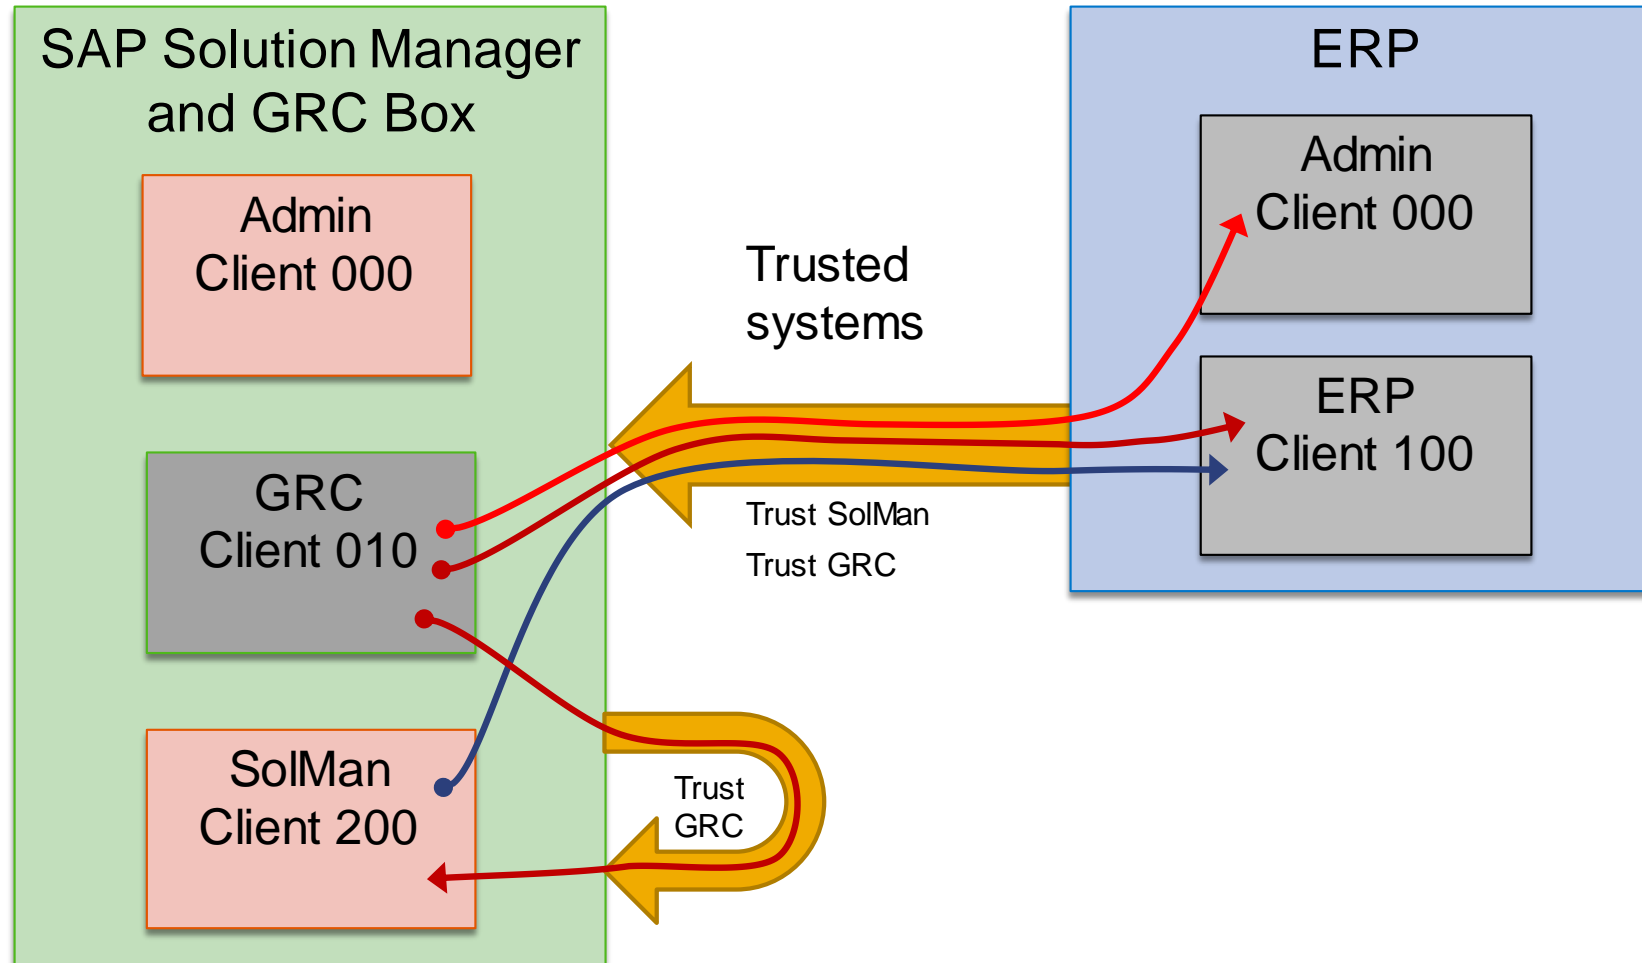 SAP Solution Manager
and GRC Box
Admin
Client 000
GRC
Client 010
SolMan
Client 200
Trusted
systems
Trust SolMan
Trust GRC
Trust
GRC
ERP
Admin
Client 000
ERP
Client 100